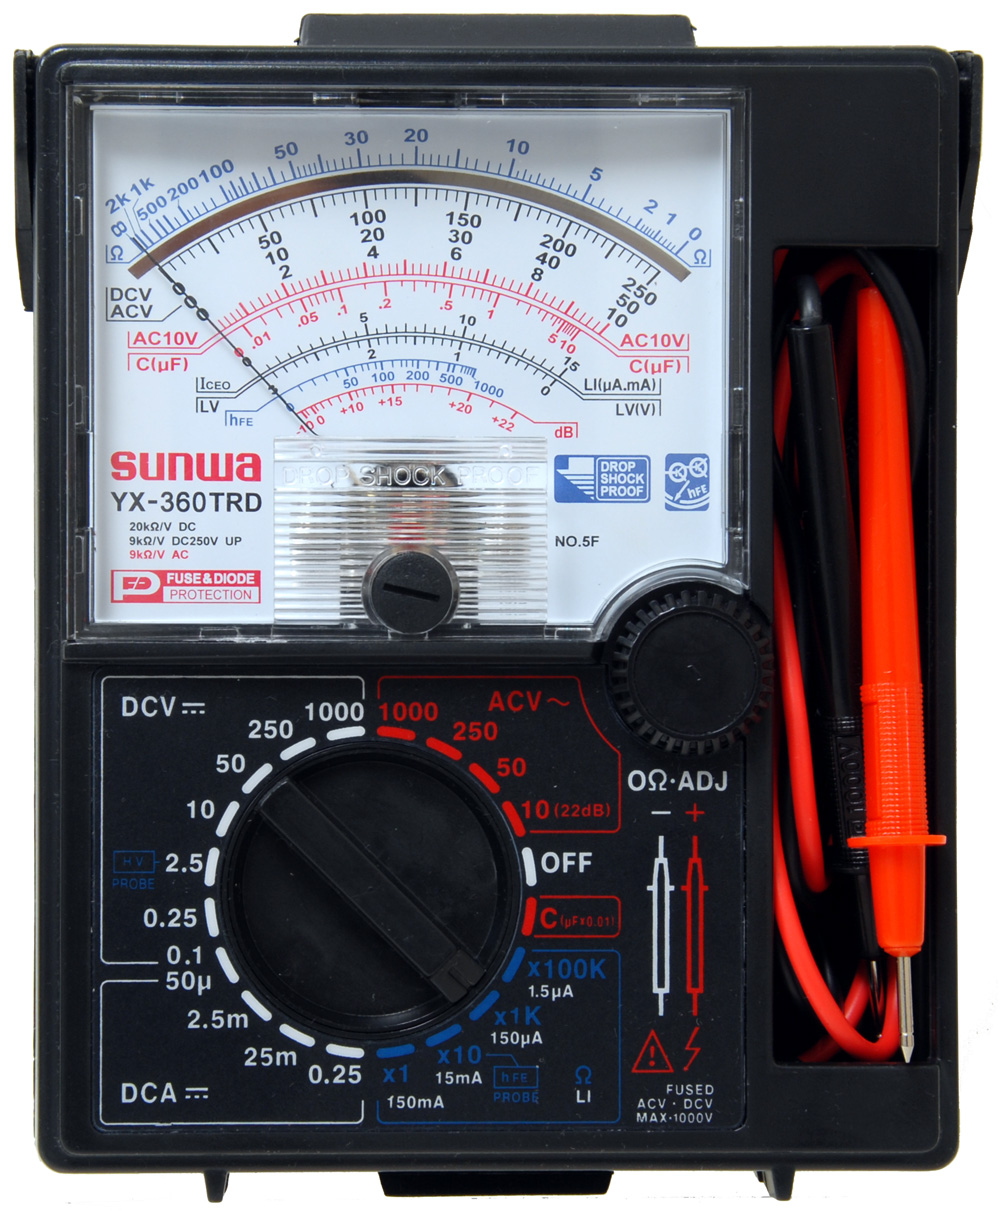 2k 1k 500 200 100 50 30 20 10 5 2 1 0
∞
Ω Ω
50 100 150 200 250
10 20 30 40 50
2 4 6 8 10
DCV
ACV
AC10V AC10V
C(μF) .01 .05 .1 .2 .5 1 5 10 C(μF)
ICEO 5 10 15 LI(μA.mA)
LV 2 1 0 LV(V)
hFE 50 100 200 500 1000
-10 0 +10 +15 +20 +22 dB
DROP SHOCK PROOF
sunwa
YX-360TRD
20kΩ/V DC
9kΩ/V DC250V UP
9kΩ/V AC
FUSE&DIODE
PROTECTION
DROP
SHOCK
PROOF
hFE
NO.5F
DCV
1000
250
50
10
2.5
HV
PROBE
0.25
0.1
50μ
2.5m
25m
0.25
DCA
ACV~
1000
250
50
10 (22dB)
OFF
C(μF×0.01)
x100K
1.5μA
x1K
150μA
x10
15mA
hFE
PROBE
x1
150mA
Ω
LI
0Ω·ADJ
− +
FUSED
ACV · DCV
MAX·1000V